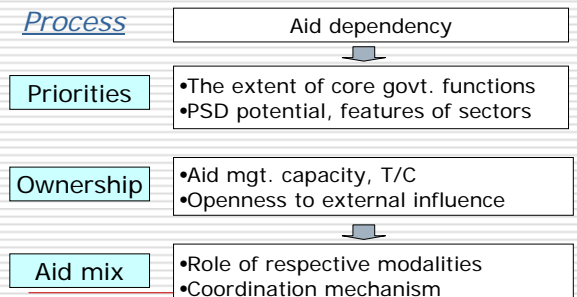 Process
Aid dependency
Priorities
•The extent of core govt. functions
•PSD potential, features of sectors
Ownership
•Aid mgt. capacity, T/C
•Openness to external influence
Aid mix
•Role of respective modalities
•Coordination mechanism